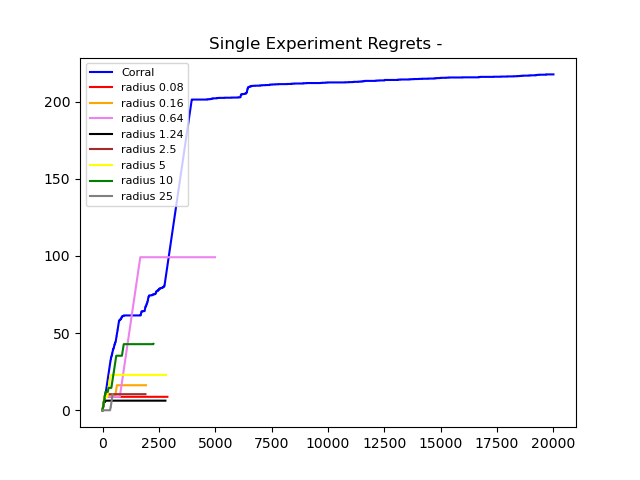 Single Experiment Regrets -
Corral
radius 0.08
radius 0.16
radius 0.64
radius 1.24
radius 2.5
radius 5
radius 10
radius 25
200
150
100
50
0
0 2500 5000 7500 10000 12500 15000 17500 20000